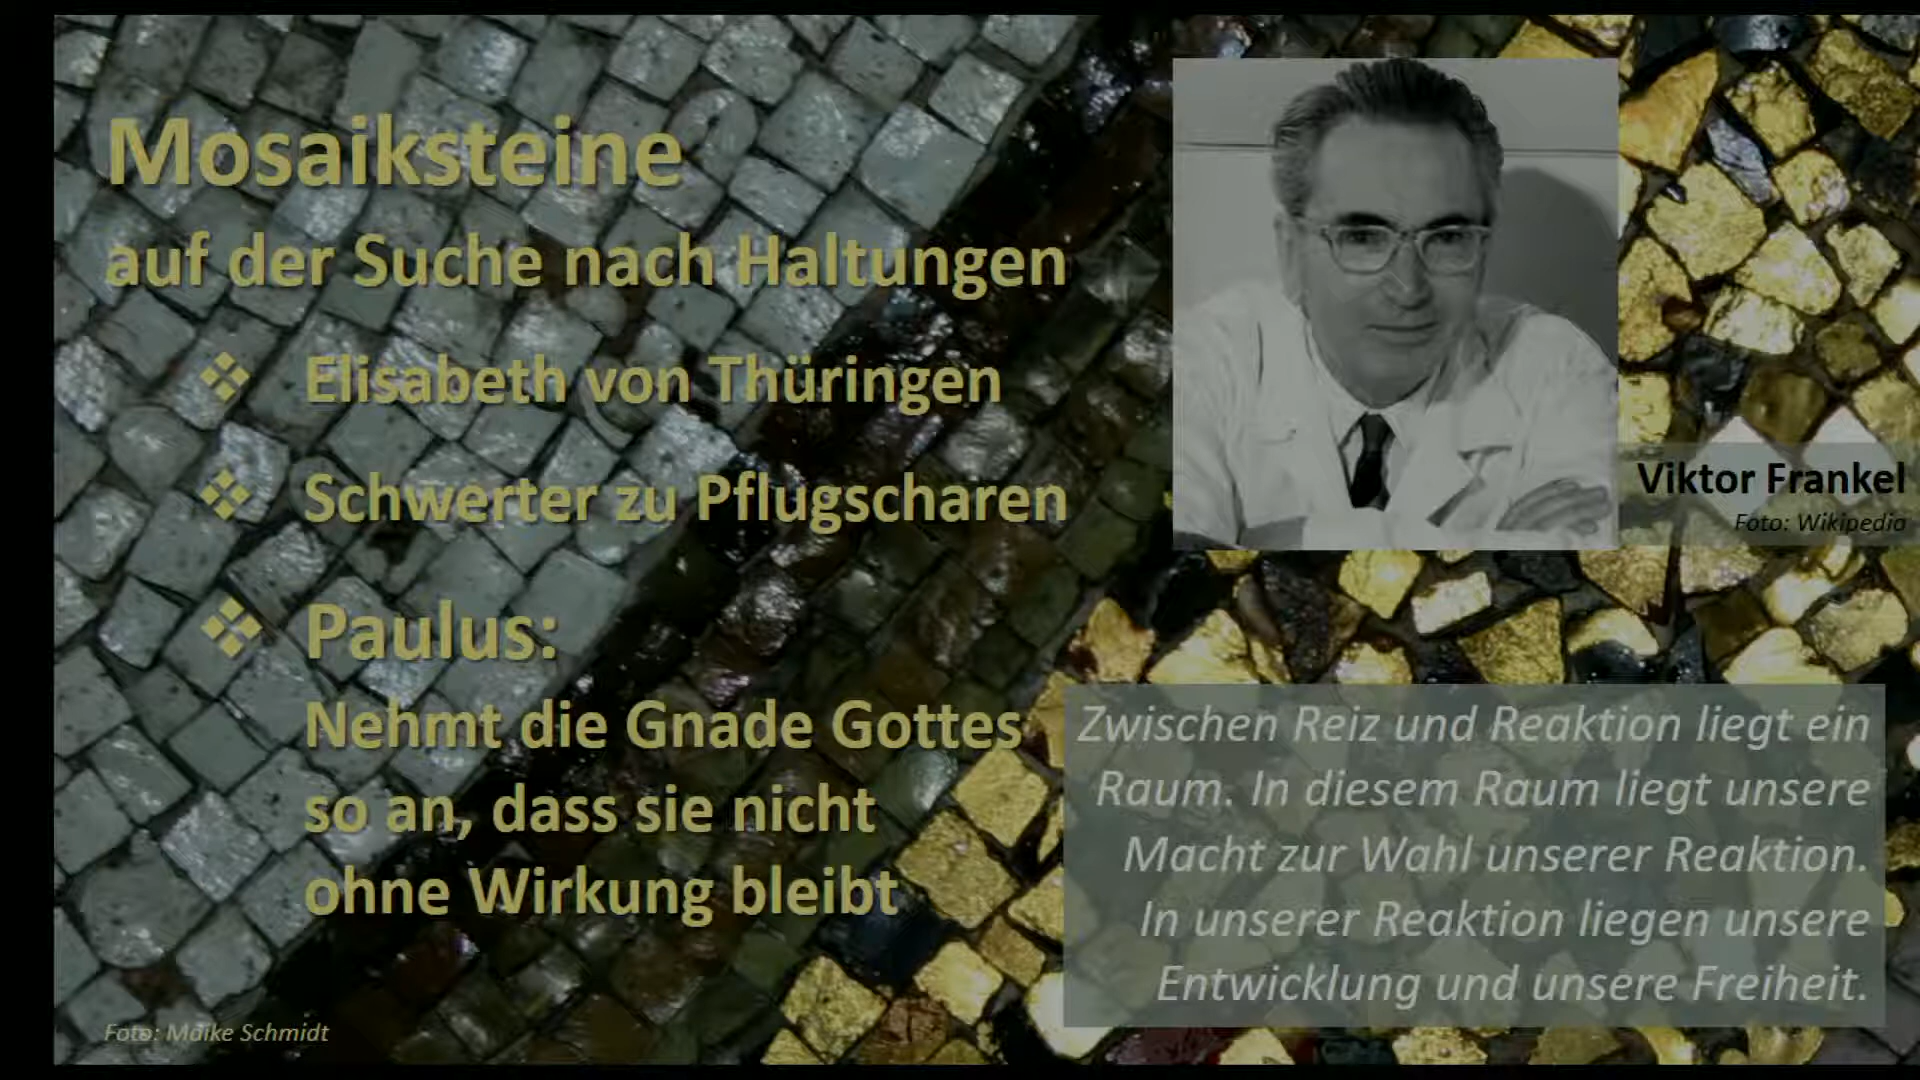 Mosaiksteine
auf der Suche nach Haltungen
Elisabeth von Thüringen
Schwerter zu Pflugscharen
Paulus:
Nehmt die Gnade Gottes
so an, dass sie nicht
ohne Wirkung bleibt
Foto: Maike Schmidt
Viktor Frankel
Foto: Wikipedia
Zwischen Reiz und Reaktion liegt ein
Raum. In diesem Raum liegt unsere
Macht zur Wahl unserer Reaktion.
In unserer Reaktion liegen unsere
Entwicklung und unsere Freiheit.